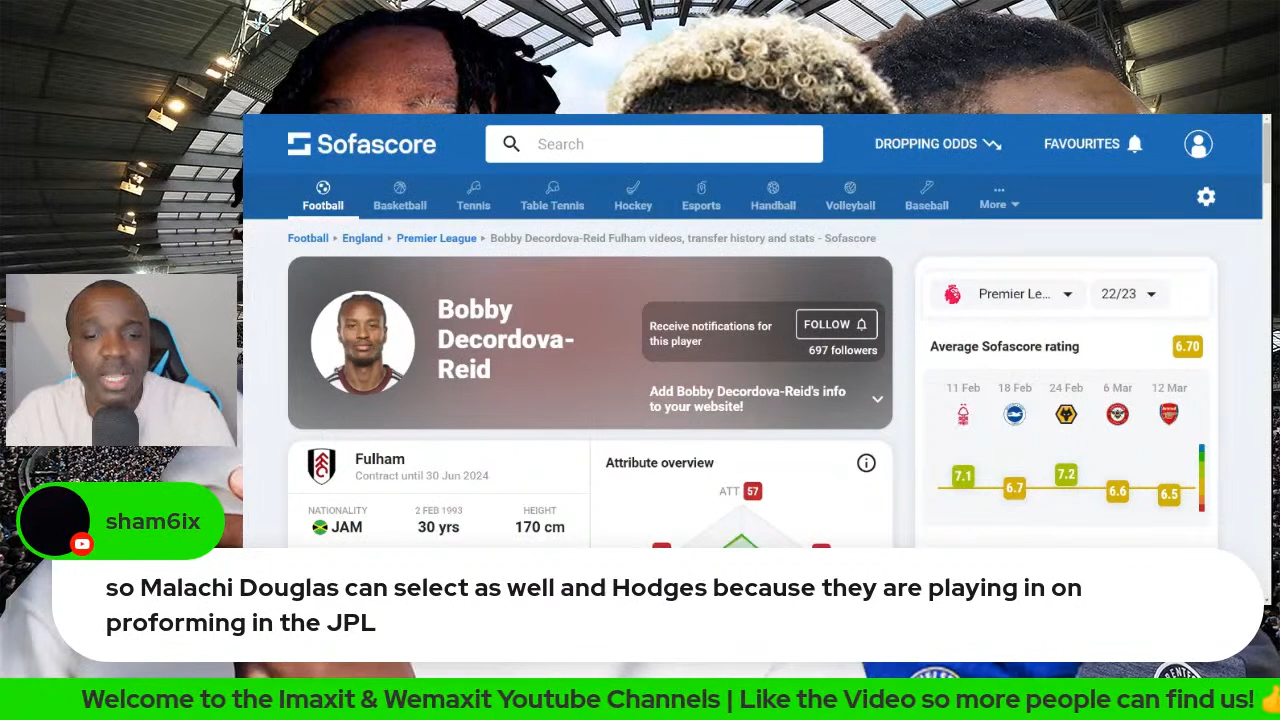 Sofascore
Search
DROPPING ODDS
FAVOURITES
Football
Basketball
Tennis
Table Tennis
Hockey
Esports
Handball
Volleyball
Baseball
More
Football England Premier League Bobby Decordova-Reid Fulham videos, transfer history and stats - Sofascore
Bobby
Decordova-
Reid
Receive notifications for
this player
FOLLOW
697 followers
Add Bobby Decordova-Reid's info
to your website!
Premier Le...
22/23
Average Sofascore rating
6.70
11 Feb 18 Feb 24 Feb 6 Mar 12 Mar
7.1 6.7 7.2 6.6 6.5
Fulham
Contract until 30 Jun 2024
NATIONALITY 2 FEB 1993 HEIGHT
JAM 30 yrs 170 cm
Attribute overview
ATT 57
sham6ix
so Malachi Douglas can select as well and Hodges because they are playing in on
proforming in the JPL
Welcome to the Imaxit & Wemaxit Youtube Channels | Like the Video so more people can find us!